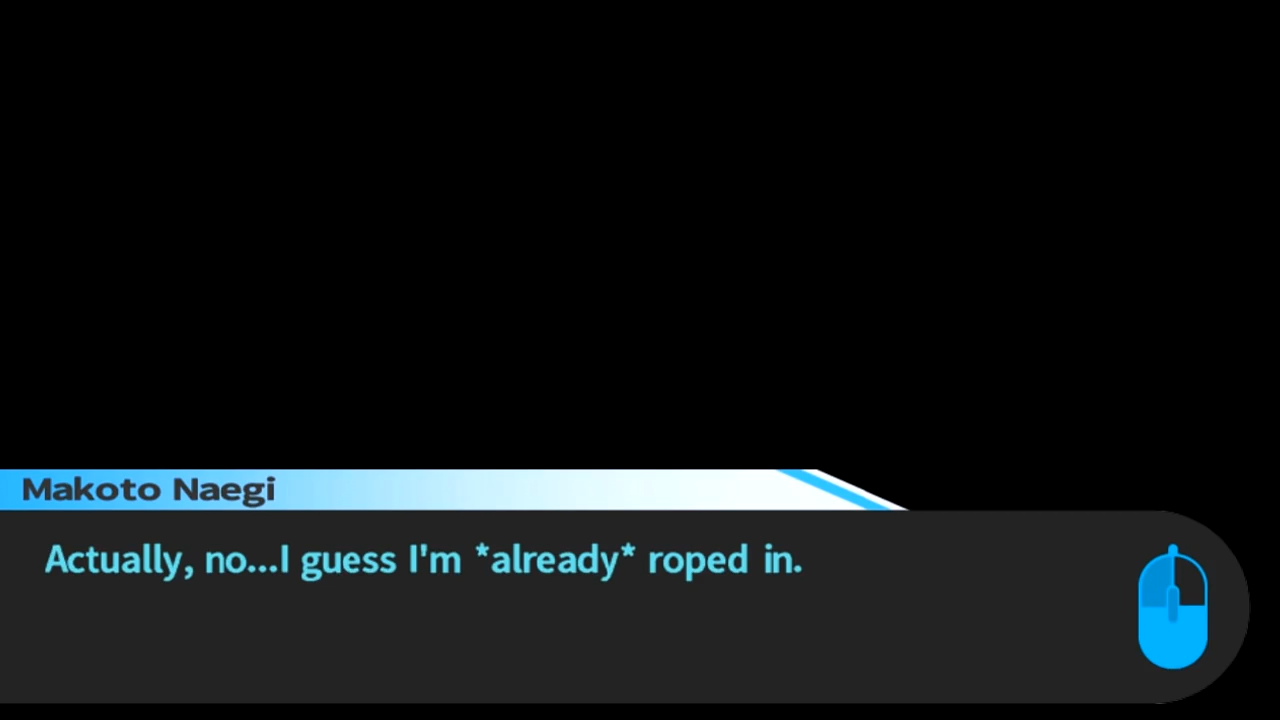 Makoto Naegi
Actually, no...I guess I'm *already* roped in.